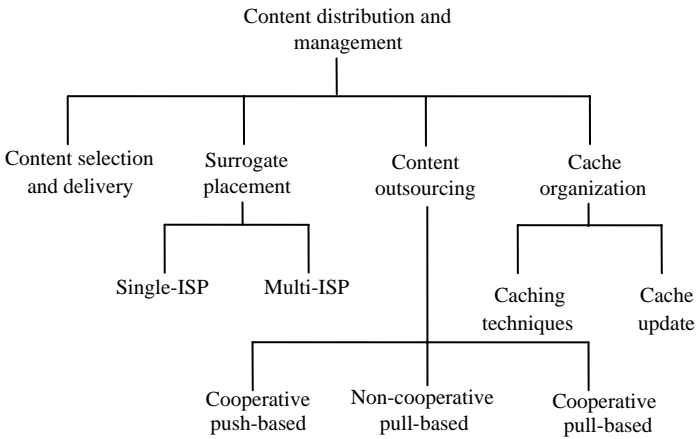 Content distribution and
management
Content selection
and delivery
Surrogate
placement
Content
outsourcing
Cache
organization
Single-ISP
Multi-ISP
Caching
techniques
Cache
update
Cooperative
push-based
Non-cooperative
pull-based
Cooperative
pull-based